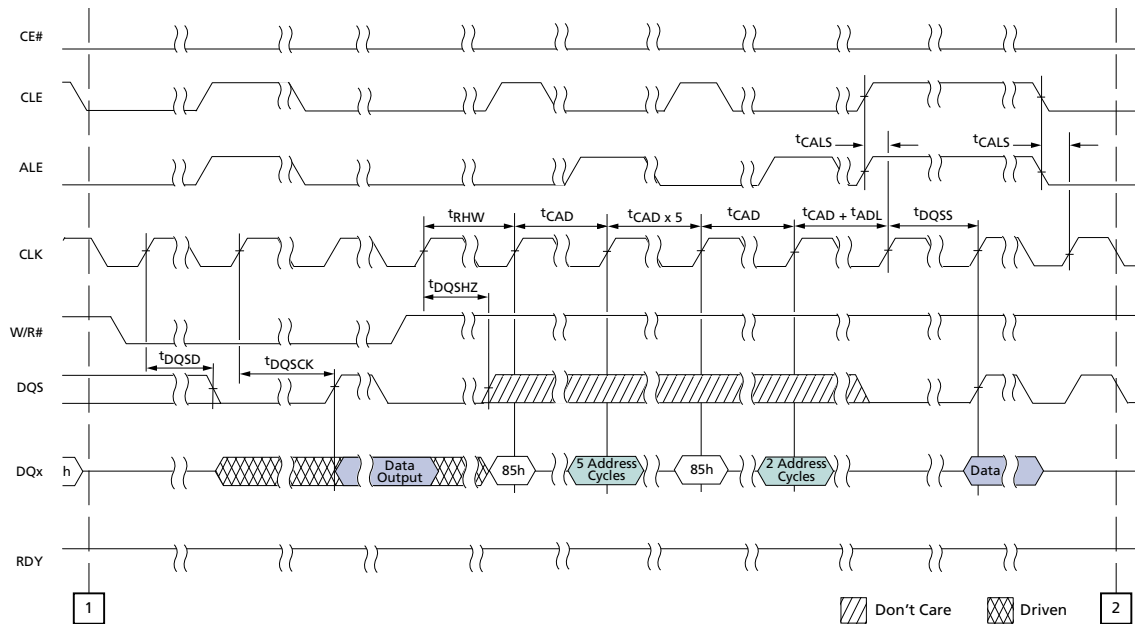 CE#
CLE
tCALS
tCALS
ALE
tRHW
tCAD
tCAD x 5
tCAD
tCAD + tADL
tDQSS
CLK
tDQSHZ
W/R#
tDQSD
tDQSCK
DQS
DQx
h
Data
Output
85h
5 Address
Cycles
85h
2 Address
Cycles
Data
RDY
1
Don't Care
Driven
2